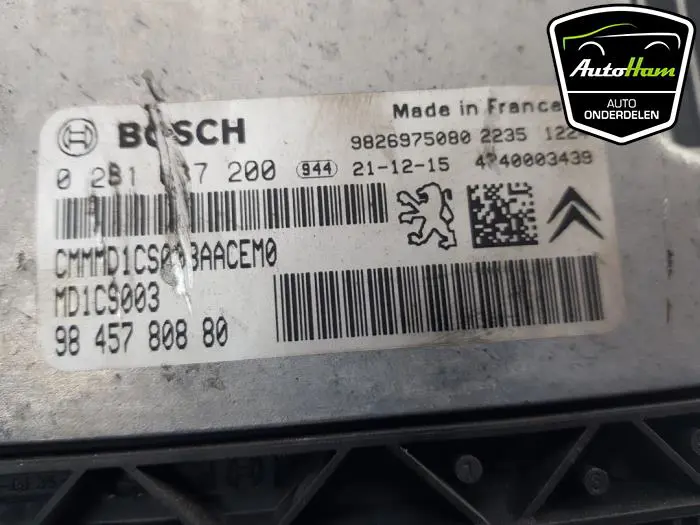 AutoHam
AUTO
ONDERDELEN
Made in France
BOSCH
9826975080 2235
0 281 200 944 21-12-15 4P40003439
MD1CS003
98 457 808 80